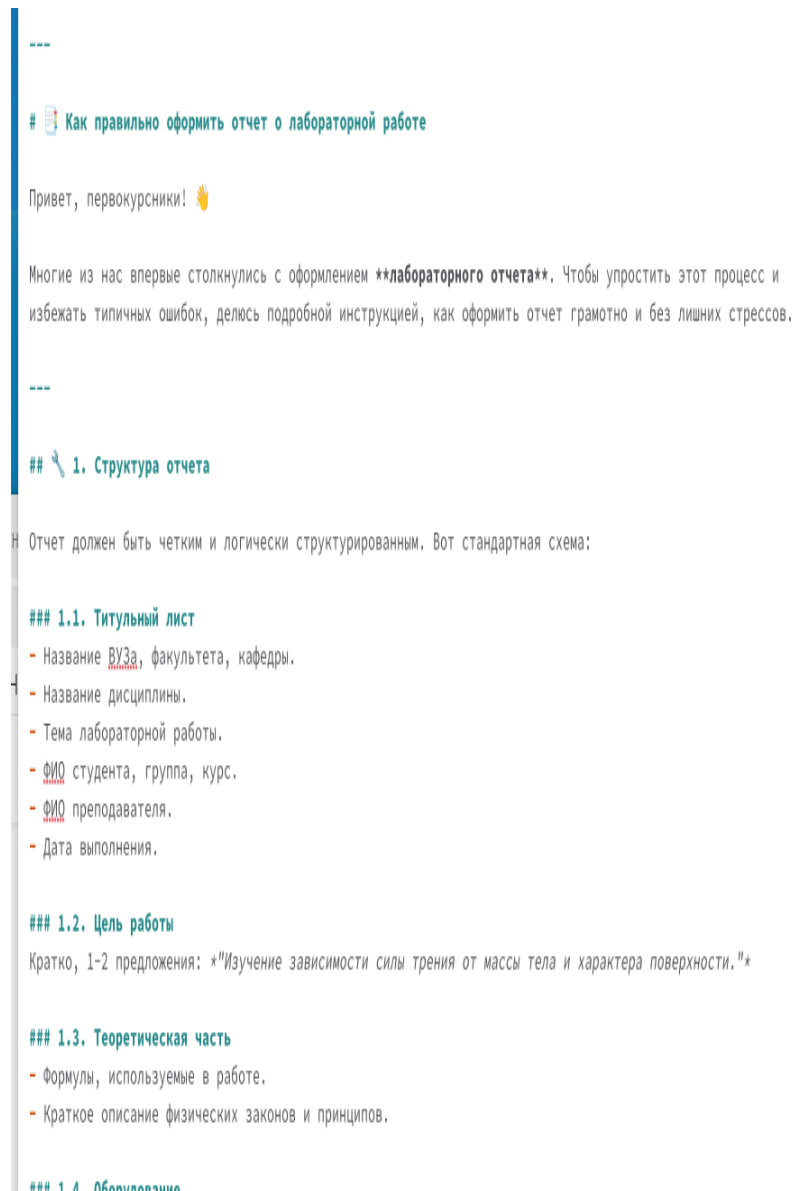 ---
# 📑 Как правильно оформить отчет о лабораторной работе
Привет, первокурсники! 👋
Многие из нас впервые столкнулись с оформлением **лабораторного отчета**. Чтобы упростить этот процесс и
избежать типичных ошибок, делюсь подробной инструкцией, как оформить отчет грамотно и без лишних стрессов.
---
## 🔧 1. Структура отчета
Отчет должен быть четким и логически структурированным. Вот стандартная схема:
### 1.1. Титульный лист
- Название ВУЗа, факультета, кафедры.
- Название дисциплины.
- Тема лабораторной работы.
- ФИО студента, группа, курс.
- ФИО преподавателя.
- Дата выполнения.
### 1.2. Цель работы
Кратко, 1-2 предложения: *"Изучение зависимости силы трения от массы тела и характера поверхности."*
### 1.3. Теоретическая часть
- Формулы, используемые в работе.
- Краткое описание физических законов и принципов.
### 1.4. Оборудование